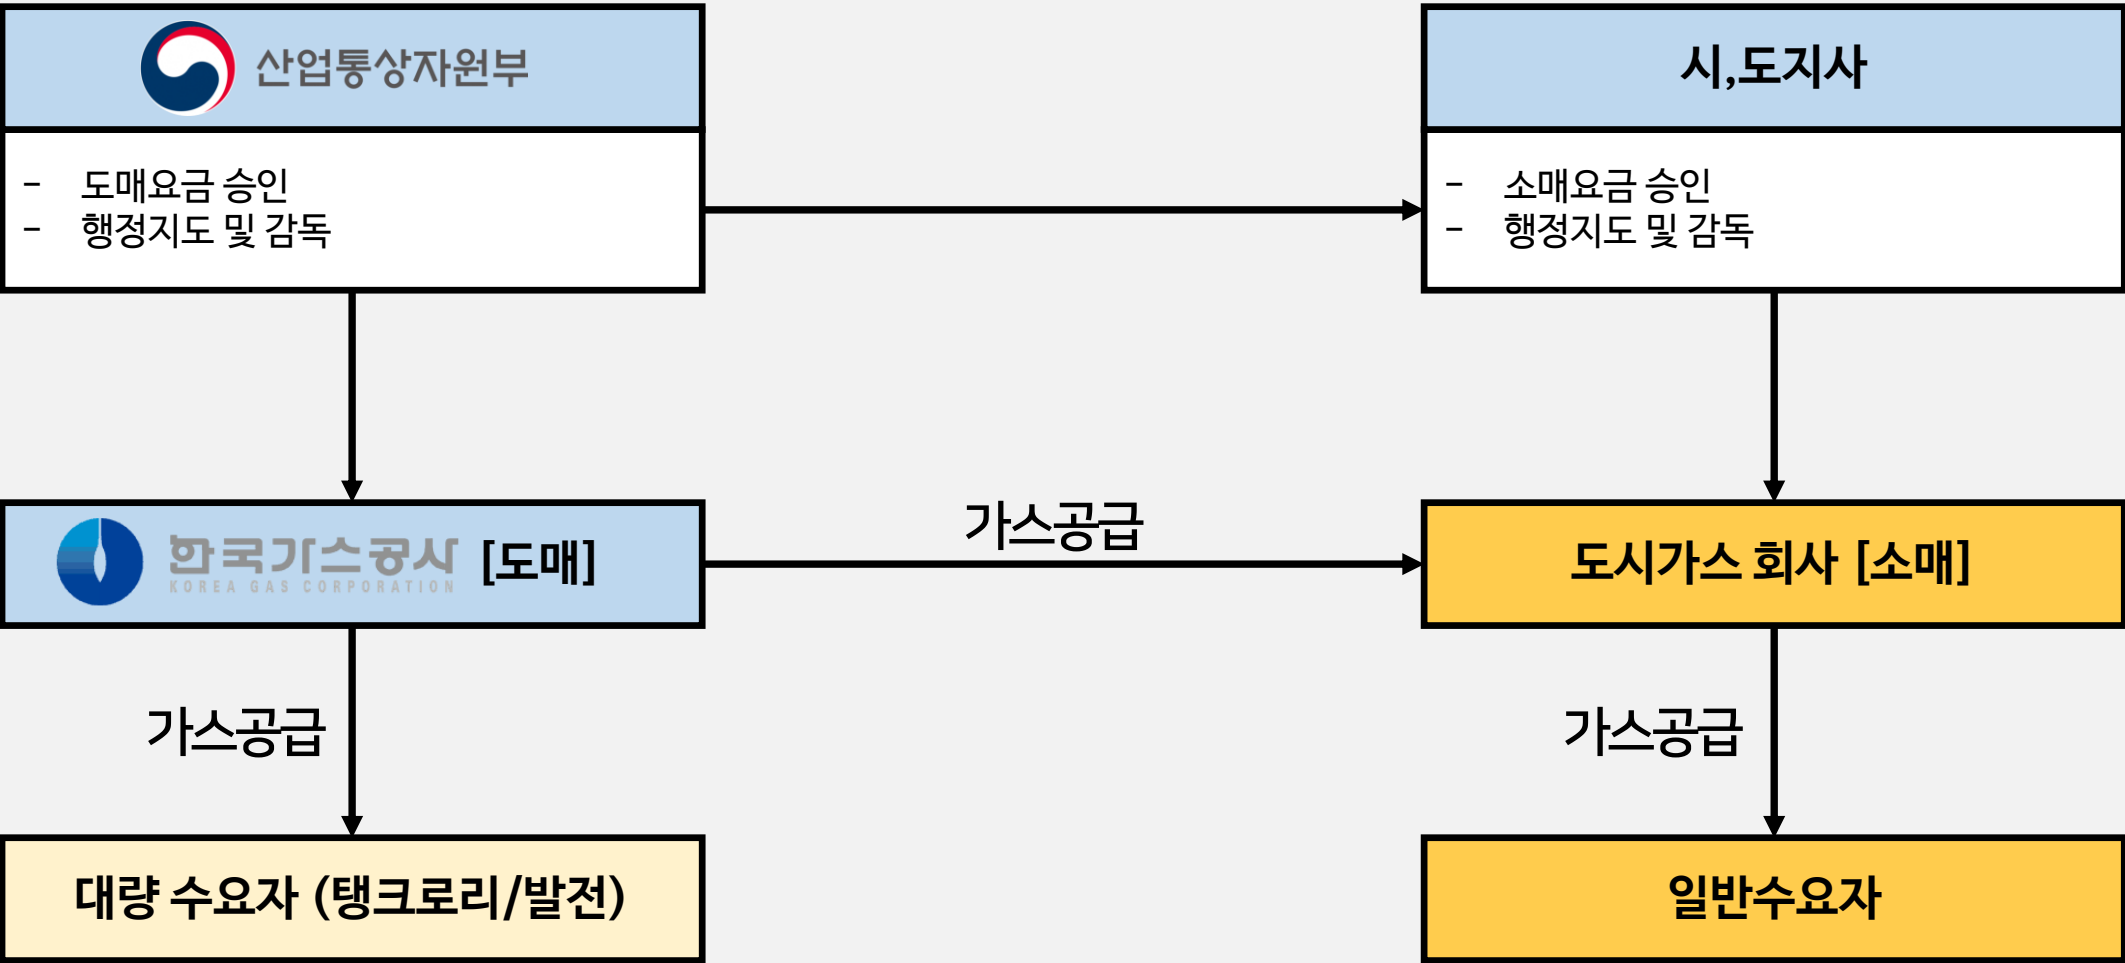 산업통상자원부
- 도매요금 승인
- 행정지도 및 감독
시,도지사
- 소매요금 승인
- 행정지도 및 감독
한국가스공사 [도매]
KOREA GAS CORPORATION
가스공급
도시가스 회사 [소매]
가스공급
가스공급
대량 수요자 (탱크로리/발전)
일반수요자